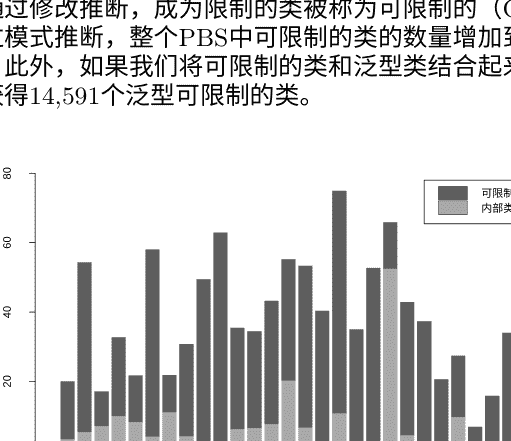 通过修改推断，成为限制的类被称为可限制的（C
过模式推断，整个PBS中可限制的类的数量增加到
，此外，如果我们将可限制的类和泛型类结合起来
获得14,591个泛型可限制的类。
80
可限制
内部类
60
40
20